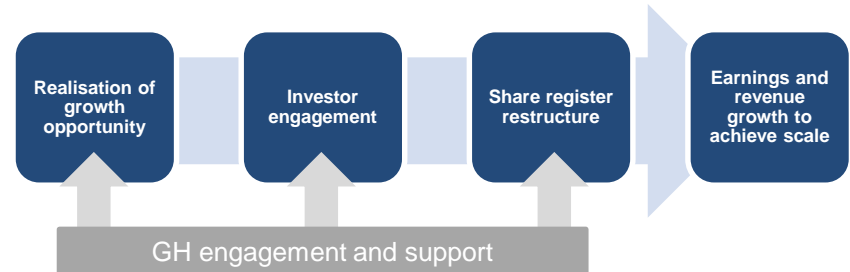 Realisation of
growth
opportunity
Investor
engagement
Share register
restructure
Earnings and
revenue
growth to
achieve scale
GH engagement and support